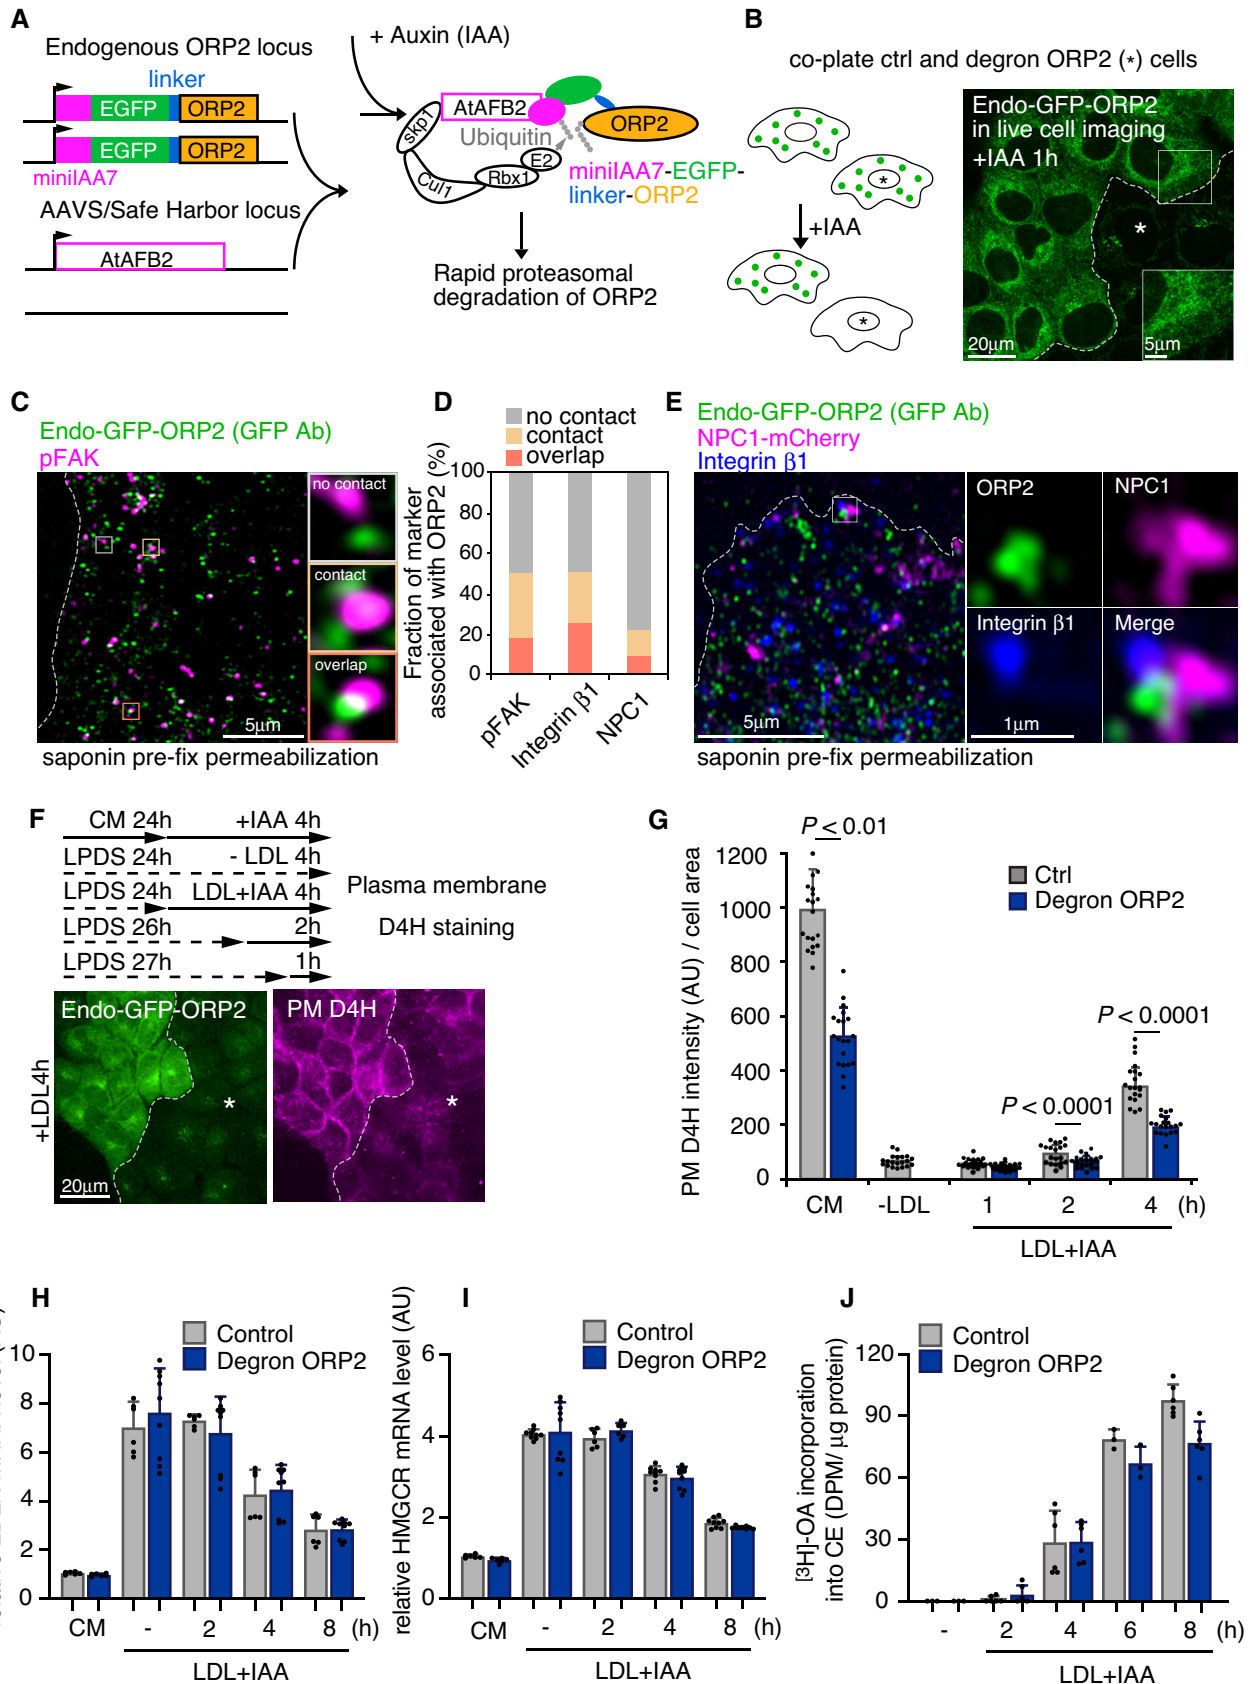 A
Endogenous ORP2 locus
linker
EGFP ORP2
EGFP ORP2
miniIAA7
AAVS/Safe Harbor locus
AtAFB2
+ Auxin (IAA)
AtAFB2
skp1
Ubiquitin
ORP2
E2
Rbx1
Cul1
miniIAA7-EGFP-
linker-ORP2
Rapid proteasomal
degradation of ORP2
B
co-plate ctrl and degron ORP2 (*) cells
*
+IAA
*
Endo-GFP-ORP2
in live cell imaging
+IAA 1h
*
20μm
5μm
C
Endo-GFP-ORP2 (GFP Ab)
pFAK
no contact
contact
overlap
5μm
saponin pre-fix permeabilization
D
no contact
contact
overlap
Fraction of marker
associated with ORP2 (%)
100
80
60
40
20
0
pFAK
Integrin β1
NPC1
E
Endo-GFP-ORP2 (GFP Ab)
NPC1-mCherry
Integrin β1
ORP2
NPC1
Integrin β1
Merge
5μm
1μm
saponin pre-fix permeabilization
F
CM 24h +IAA 4h
LPDS 24h - LDL 4h
LPDS 24h LDL+IAA 4h
LPDS 26h 2h
LPDS 27h 1h
Plasma membrane
D4H staining
+LDL4h
Endo-GFP-ORP2
*
20μm
PM D4H
*
G
PM D4H intensity (AU) / cell area
1200
1000
800
600
400
200
0
P < 0.01
P < 0.0001
P < 0.0001
Ctrl
Degron ORP2
CM -LDL 1 2 4 (h)
LDL+IAA
H
Control
Degron ORP2
10
8
6
4
2
0
CM - 2 4 8 (h)
LDL+IAA
I
relative HMGCR mRNA level (AU)
Control
Degron ORP2
6
4
2
0
CM - 2 4 8 (h)
LDL+IAA
J
[³H]-OA incorporation
into CE (DPM/ μg protein)
Control
Degron ORP2
120
90
60
30
0
- 2 4 6 8 (h)
LDL+IAA